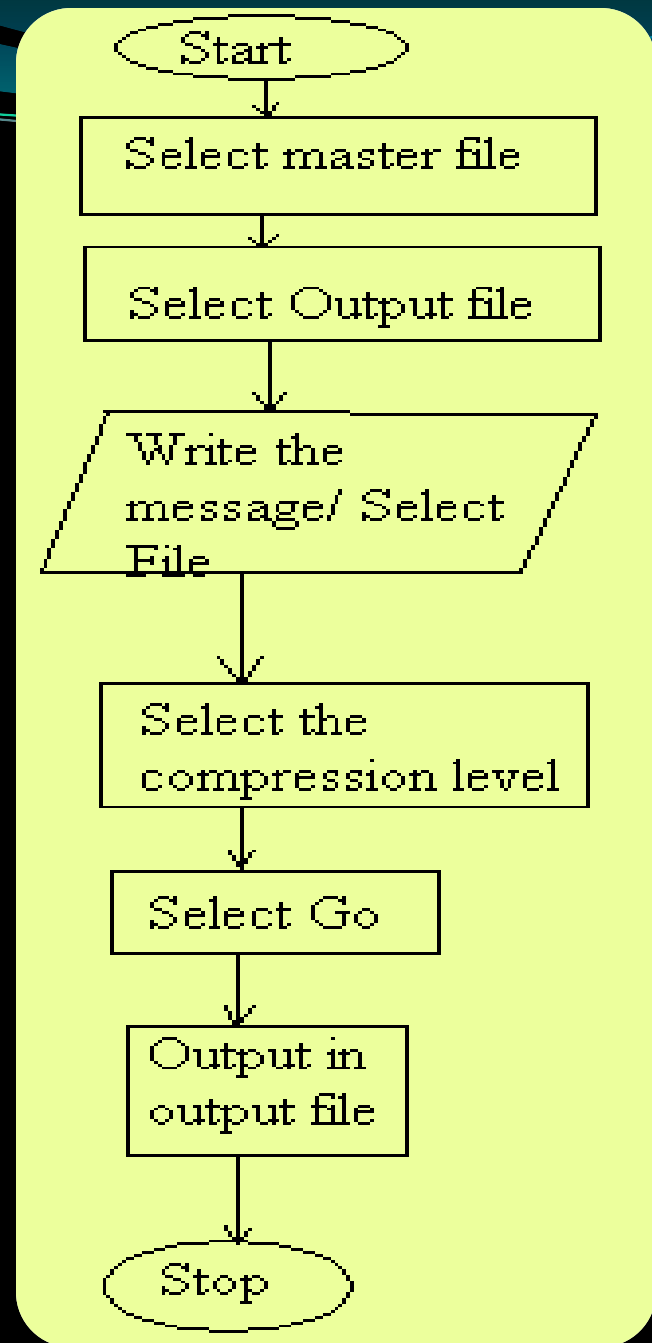 Start
Select master file
Select Output file
Write the
message/ Select
File
Select the
compression level
Select Go
Output in
output file
Stop